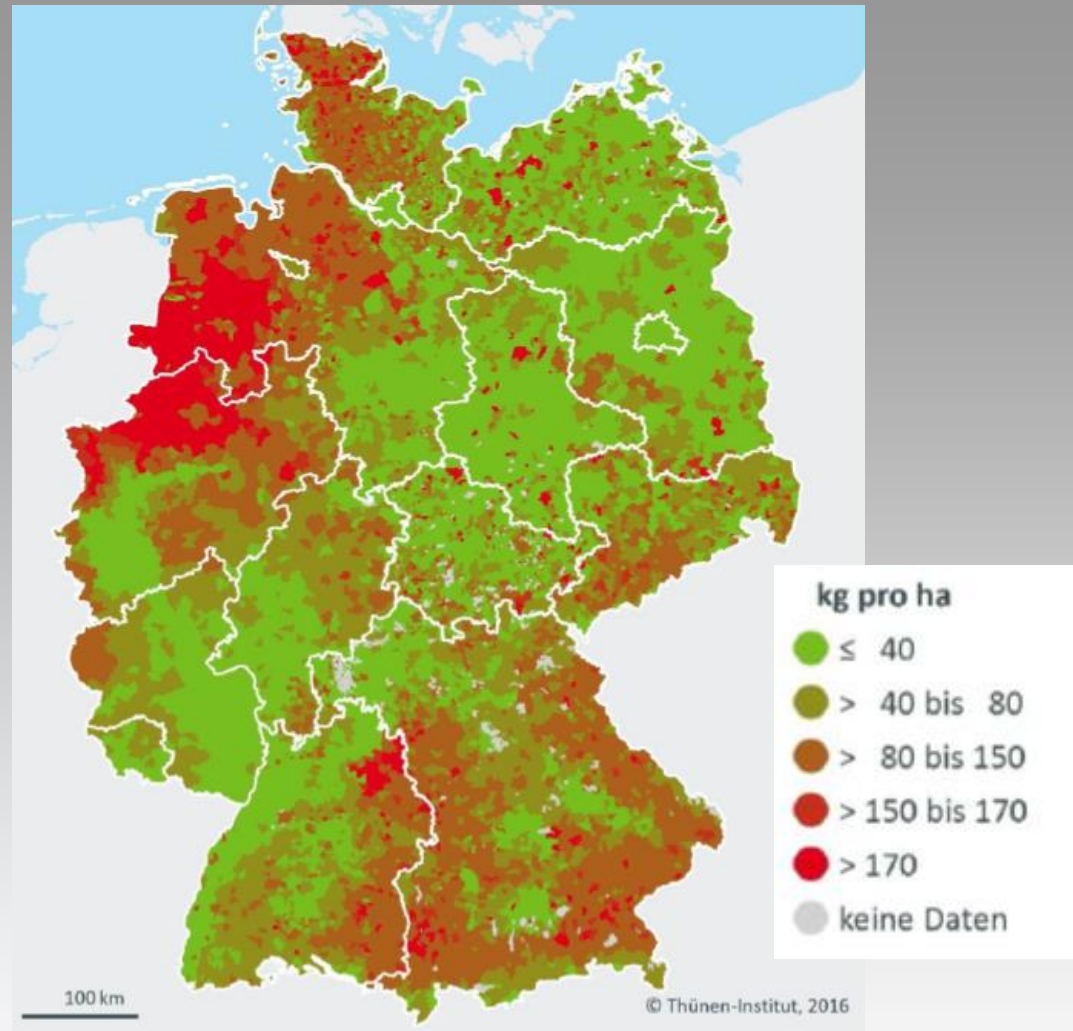 kg pro ha
≤ 40
> 40 bis 80
> 80 bis 150
> 150 bis 170
> 170
keine Daten
100 km
© Thünen-Institut, 2016